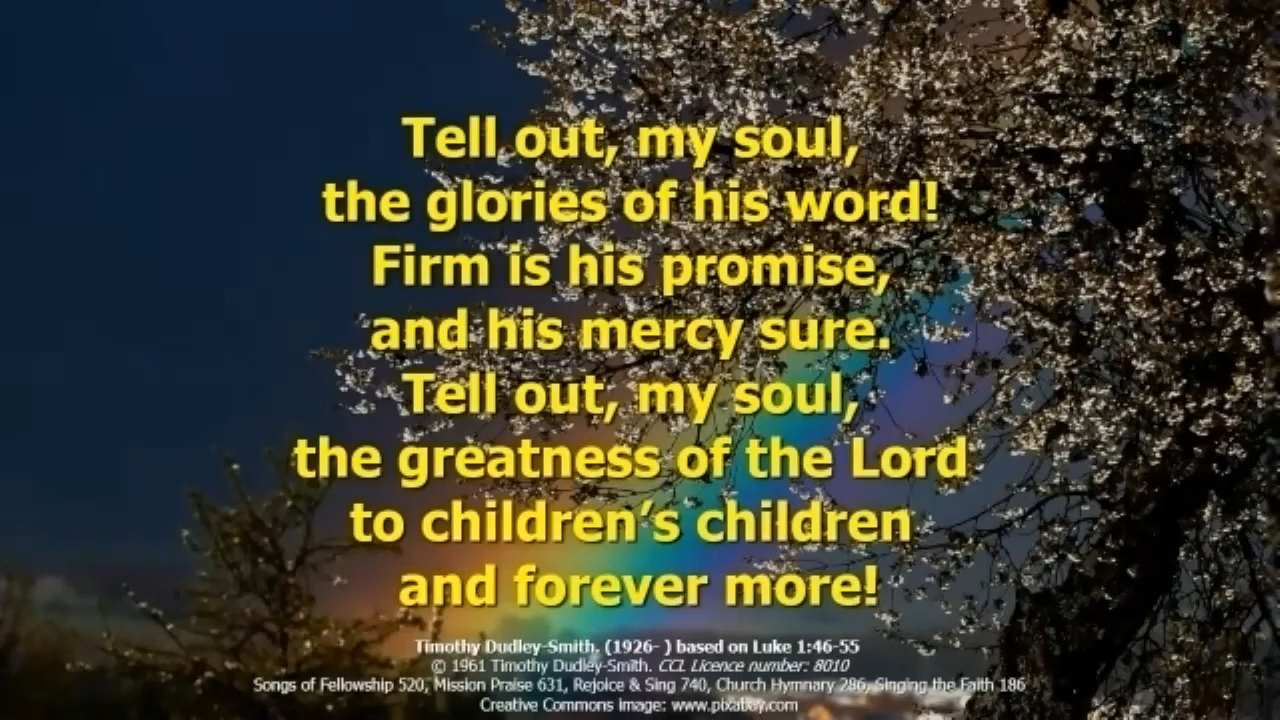 Tell out, my soul,
the glories of his word!
Firm is his promise,
and his mercy sure.
Tell out, my soul,
the greatness of the Lord
to children’s children
and forever more!
Timothy Dudley-Smith. (1926- ) based on Luke 1:46-55
© 1961 Timothy Dudley-Smith. CCL Licence number: 8010
Songs of Fellowship 520, Mission Praise 631, Rejoice & Sing 740, Church Hymnary 286, Singing the Faith 186
Creative Commons Image: www.pixabay.com